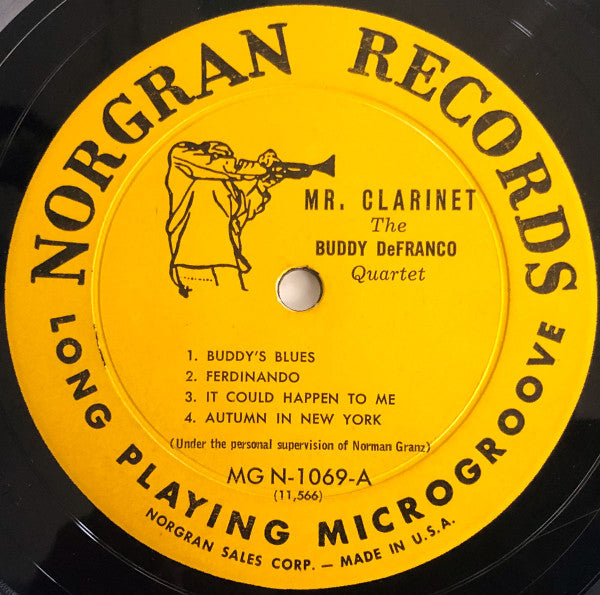 NORGRAN RECORDS
MR. CLARINET
The
BUDDY DeFRANCO
Quartet
1. BUDDY'S BLUES
2. FERDINANDO
3. IT COULD HAPPEN TO ME
4. AUTUMN IN NEW YORK
(Under the personal supervision of Norman Granz)
MG N-1069-A
(11,566)
LONG PLAYING MICROGROOVE
NORGRAN SALES CORP. — MADE IN U.S.A.